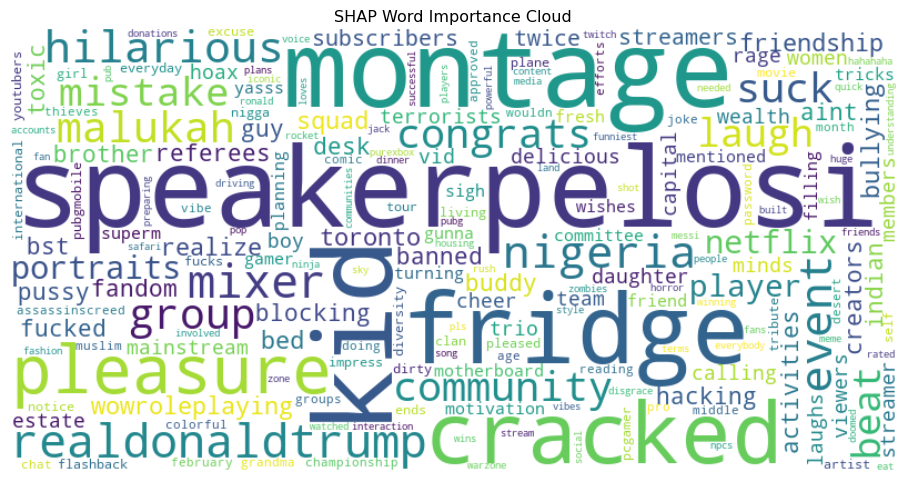 SHAP Word Importance Cloud
youtubers donations excuse voice subscribers twice twitch streamers friendship hahahaha
toxic hilarious montage
girl everyday pub plans hoax iconic yasss loves successful players content media powerful approved plane efforts needed rage women movie tricks quick
mistake suck
thieves nigga ronald squad terrorists fresh wouldn joke wealth aint month understanding
malukah guy rocket jack desk congrats funniest laugh bullying
accounts brother referees comic purexbox dinner vid delicious capital mentioned password filling huge members
international fan pubgmobile preparing driving planning communities tour sigh land shot built wish
speakerpelosi
bst superm vibe pop boy toronto pubg living gunna wishes committee messi friends
safari realize housing netflix indian
portraits fucks gamer ninja sky banned nigeria people minds creators
mixer kid turning rush buddy zombies daughter horror player desert
pussy fandom blocking diversity cheer style team friend winning tribute event self
assassinscreed group fridge meme
fucked involved bed doing clan song trio pls pleased fans rated
muslim mainstream dirty age motherboard reading disgrace terms everybody calling activities
fashion zone impress
pleasure community hacking viewers doomed beat streamer
notice wowroleplaying groups ends vibes motivation pro middle laughs
estate colorful watched interaction wins cracked social pcgamer npcs artist eat
realdonaldtrump
chat flashback february grandma championship stream warzone